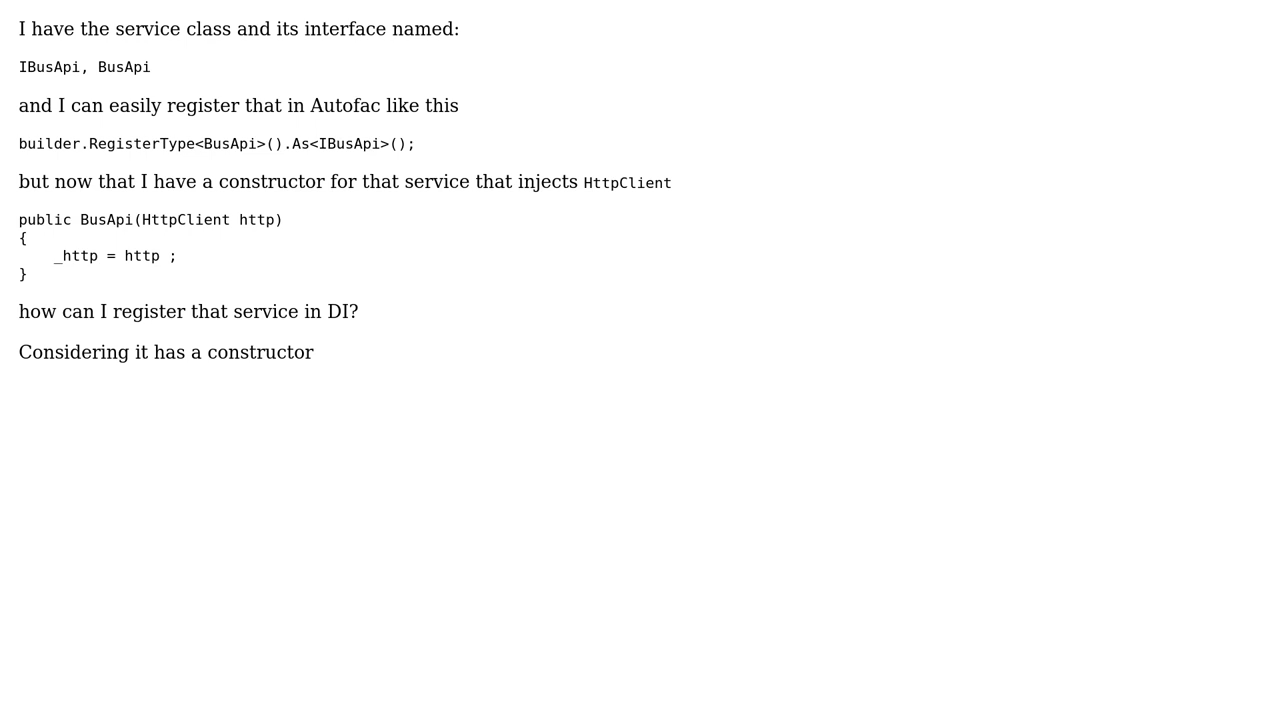 I have the service class and its interface named:
IBusApi, BusApi
and I can easily register that in Autofac like this
builder.RegisterType<BusApi>().As<IBusApi>();
but now that I have a constructor for that service that injects HttpClient
public BusApi(HttpClient http)
{
    _http = http ;
}
how can I register that service in DI?
Considering it has a constructor